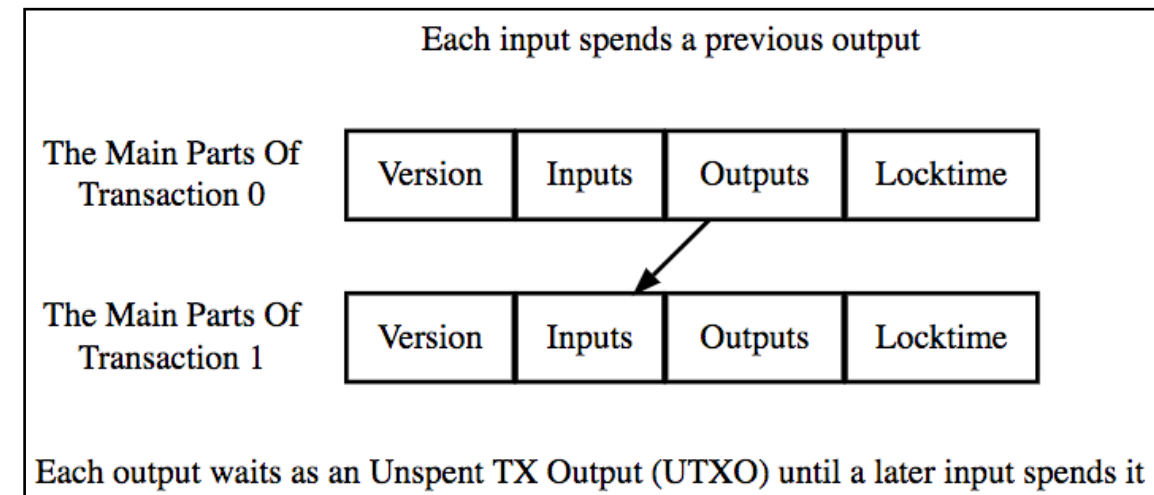 Each input spends a previous output
The Main Parts Of
Transaction 0
Version Inputs Outputs Locktime
The Main Parts Of
Transaction 1
Version Inputs Outputs Locktime
Each output waits as an Unspent TX Output (UTXO) until a later input spends it